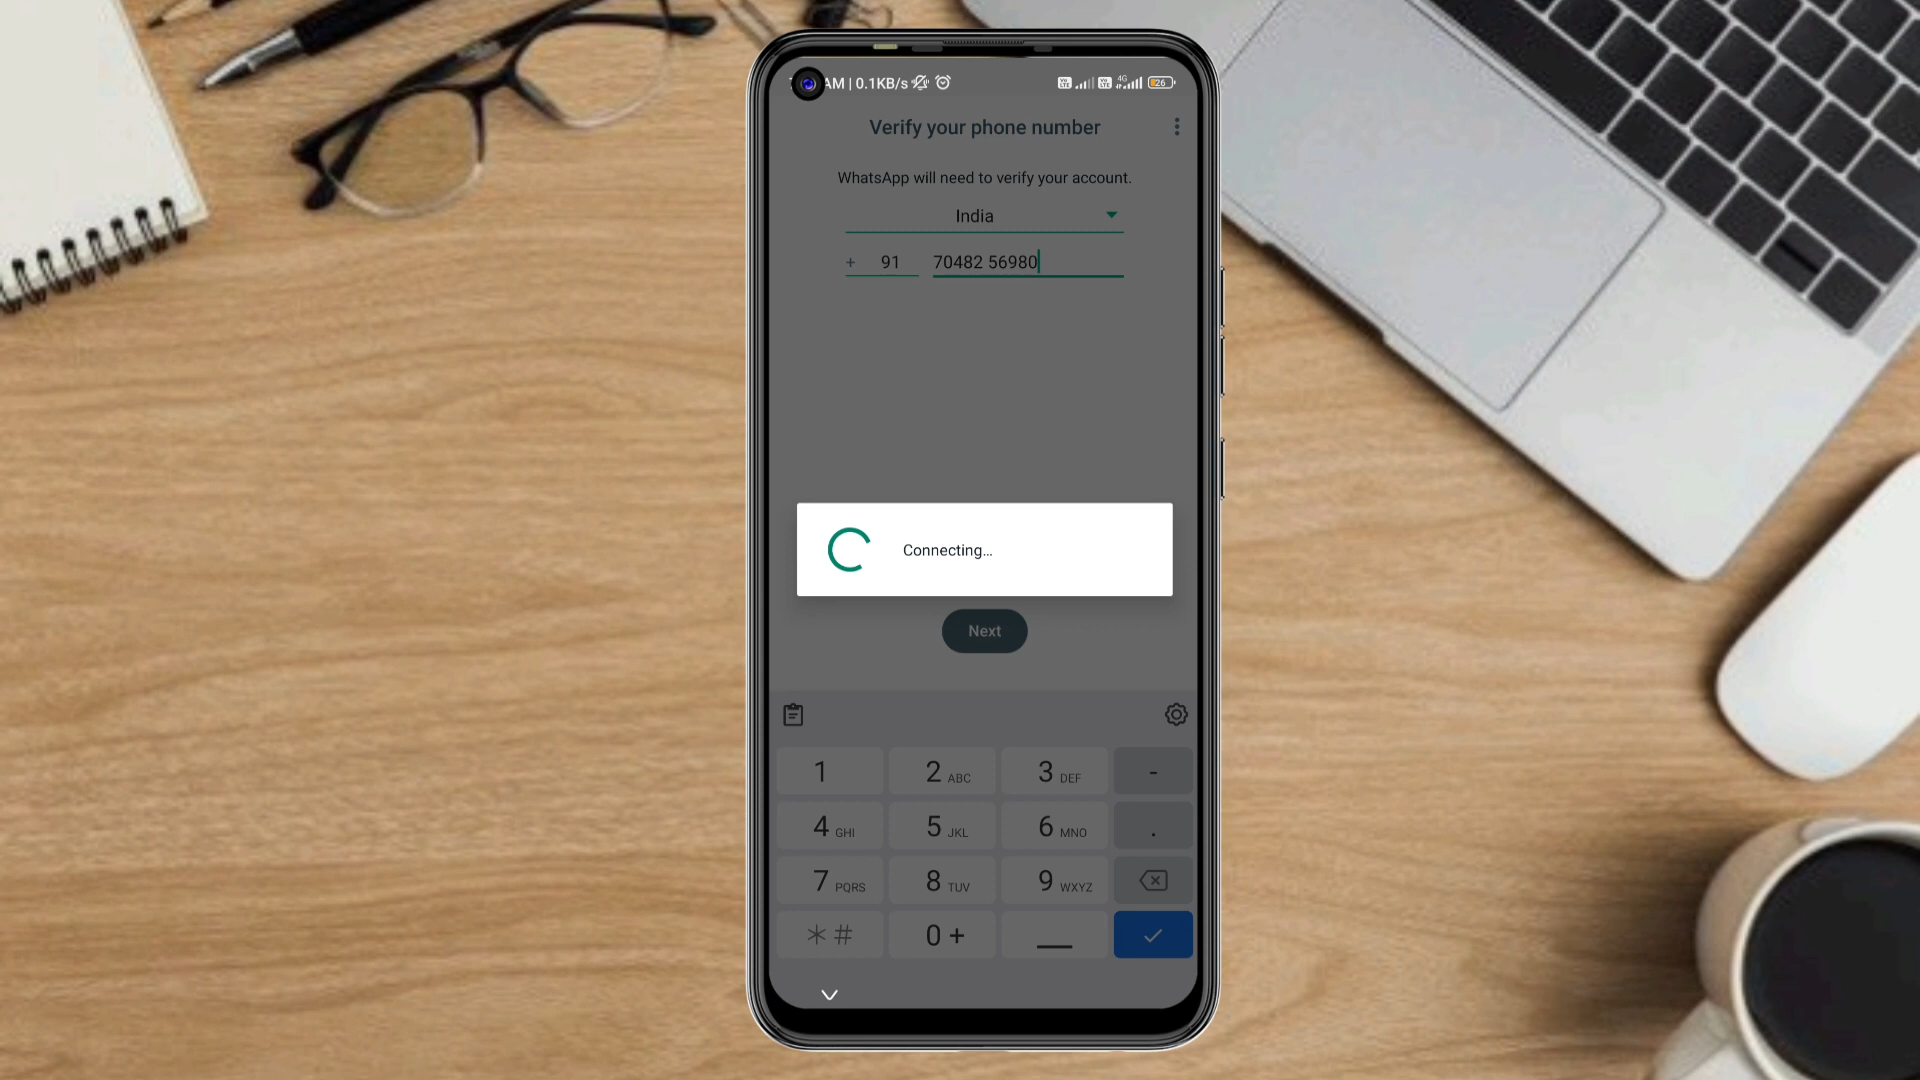 AM | 0.1KB/s 4G 26
Verify your phone number
WhatsApp will need to verify your account.
India
+ 91 70482 56980
Connecting...
Next
1 2 ABC 3 DEF -
4 GHI 5 JKL 6 MNO .
7 PQRS 8 TUV 9 WXYZ
* # 0 +